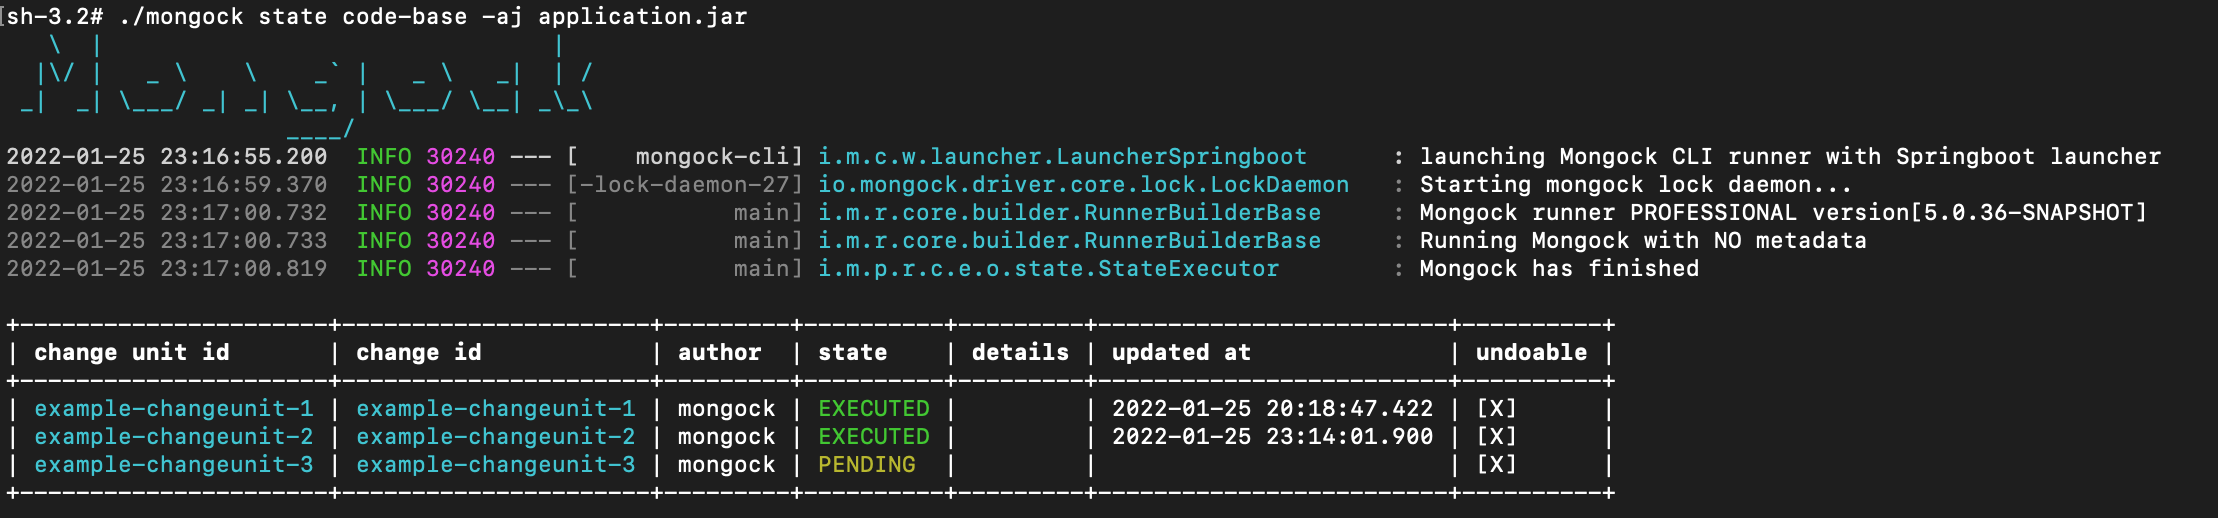 sh-3.2# ./mongock state code-base -aj application.jar
Mongock
2022-01-25 23:16:55.200  INFO 30240 --- [    mongock-cli] i.m.c.w.launcher.LauncherSpringboot      : launching Mongock CLI runner with Springboot launcher
2022-01-25 23:16:59.370  INFO 30240 --- [-lock-daemon-27] io.mongock.driver.core.lock.LockDaemon   : Starting mongock lock daemon...
2022-01-25 23:17:00.732  INFO 30240 --- [           main] i.m.r.core.builder.RunnerBuilderBase     : Mongock runner PROFESSIONAL version[5.0.36-SNAPSHOT]
2022-01-25 23:17:00.733  INFO 30240 --- [           main] i.m.r.core.builder.RunnerBuilderBase     : Running Mongock with NO metadata
2022-01-25 23:17:00.819  INFO 30240 --- [           main] i.m.p.r.c.e.o.state.StateExecutor        : Mongock has finished
| change unit id       | change id            | author  | state    | details | updated at              | undoable |
| example-changeunit-1 | example-changeunit-1 | mongock | EXECUTED |         | 2022-01-25 20:18:47.422 | [X]      |
| example-changeunit-2 | example-changeunit-2 | mongock | EXECUTED |         | 2022-01-25 23:14:01.900 | [X]      |
| example-changeunit-3 | example-changeunit-3 | mongock | PENDING  |         |                         | [X]      |